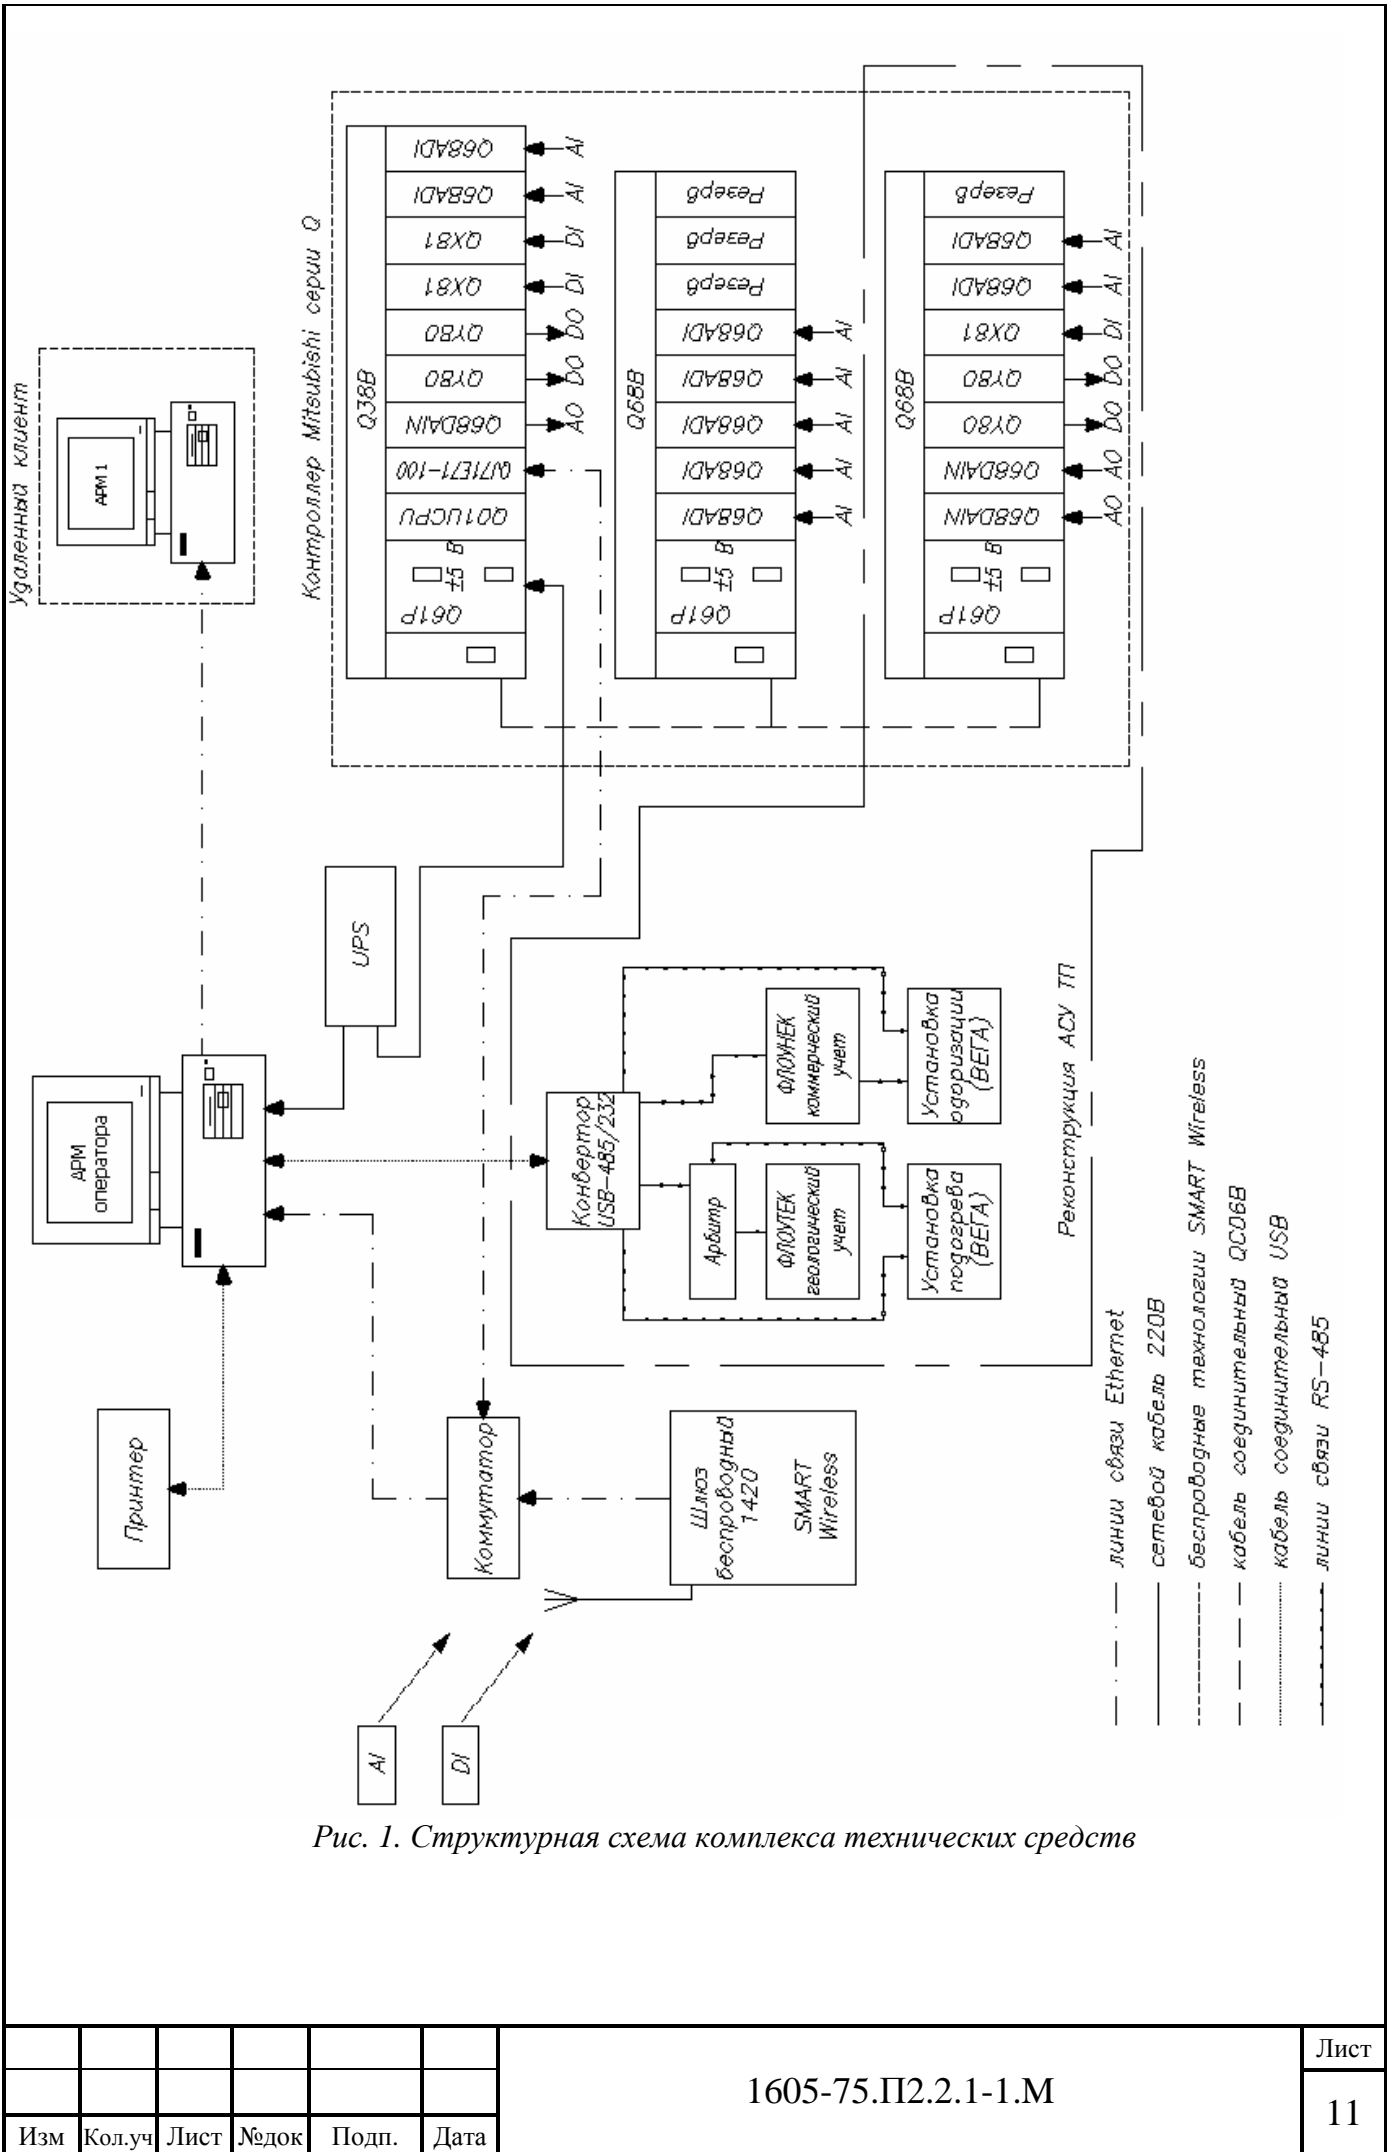 Удаленный клиент
АРМ 1
Контроллер Mitsubishi серии Q
Q38B
Q61P
±5 В
Q01UCPU
QJ71E71-100
Q68DAIN
QY80
QY80
QX81
QX81
Q68ADI
Q68ADI
AO
DO
DO
DI
DI
AI
AI
Q68B
Q61P
±5 В
Q68ADI
Q68ADI
Q68ADI
Q68ADI
Q68ADI
Резерв
Резерв
Резерв
AI
AI
AI
AI
AI
Q68B
Q61P
±5 В
Q68DAIN
Q68DAIN
QY80
QY80
QX81
Q68ADI
Q68ADI
Резерв
AO
AO
DO
DO
DI
AI
AI
АРМ
оператора
UPS
Принтер
Конвертор
USB-485/232
ФЛОУНЕК
коммерческий
учет
Установка
одоризации
(ВЕГА)
Арбитр
ФЛОУТЕК
геологический
учет
Установка
подогрева
(ВЕГА)
Реконструкция АСУ ТП
Коммутатор
Шлюз
беспроводный
1420
SMART
Wireless
AI
DI
линии связи Ethernet
сетевой кабель 220В
беспроводные технологии SMART Wireless
кабель соединительный QC06B
кабель соединительный USB
линии связи RS-485
Рис. 1. Структурная схема комплекса технических средств
1605-75.П2.2.1-1.М
Лист
11
Изм Кол.уч Лист №док Подп. Дата